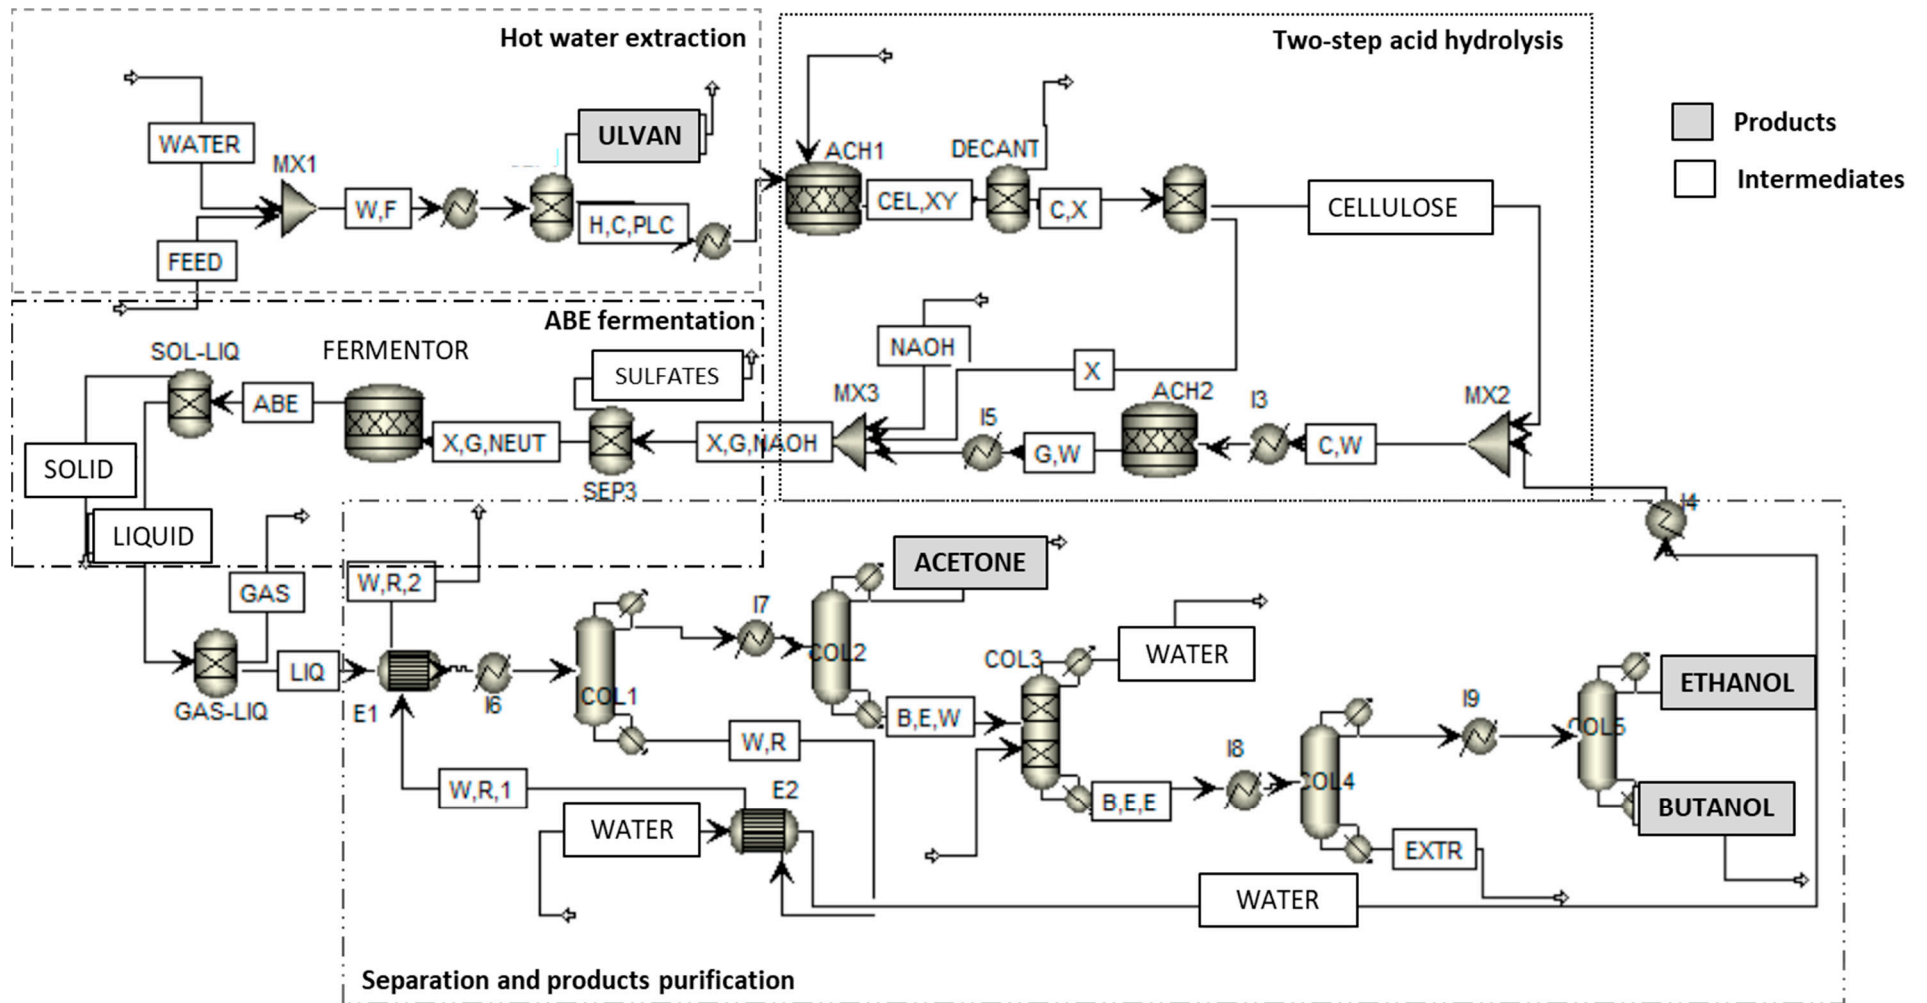 Hot water extraction
WATER
MX1
FEED
W,F
ULVAN
H,C,PLC
Two-step acid hydrolysis
ACH1
CEL,XY
DECANT
C,X
CELLULOSE
Products
Intermediates
NAOH
X
MX3
I5
G,W
ACH2
I3
C,W
MX2
I4
ABE fermentation
SOL-LIQ
FERMENTOR
SULFATES
ABE
X,G,NEUT
SEP3
X,G,NAOH
SOLID
LIQUID
GAS
GAS-LIQ
LIQ
W,R,2
E1
I6
COL1
I7
COL2
ACETONE
W,R
B,E,W
COL3
WATER
W,R,1
E2
WATER
B,E,E
I8
COL4
EXTR
I9
COL5
ETHANOL
BUTANOL
WATER
Separation and products purification